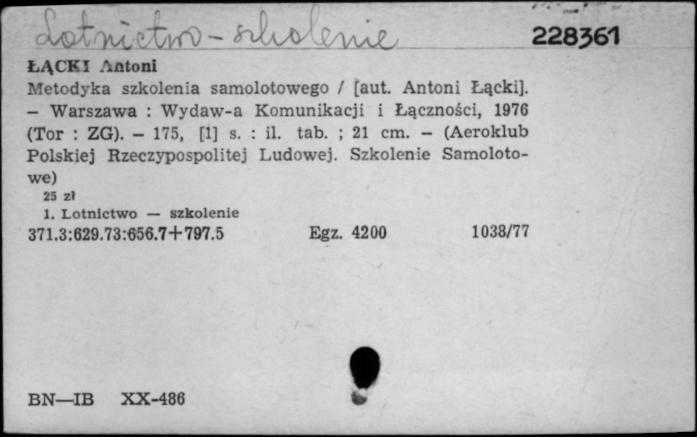 Lotnictwo - szkolenie 228361
ŁĄCKI Antoni
Metodyka szkolenia samolotowego / [aut. Antoni Łącki].
— Warszawa : Wydaw-a Komunikacji i Łączności, 1976
(Tor : ZG). — 175, [1] s. : il. tab. ; 21 cm. — (Aeroklub
Polskiej Rzeczypospolitej Ludowej. Szkolenie Samoloto-
we)
25 zł
1. Lotnictwo — szkolenie
371.3:629.73:656.7+797.5 Egz. 4200 1038/77
BN—IB XX-486